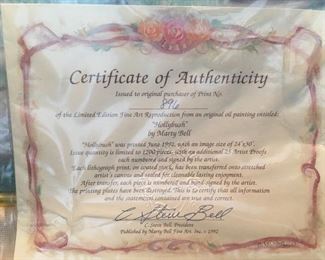 Certificate of Authenticity
Issued to original purchaser of Print No.
896
of the Limited Edition Fine Art Reproduction from an original oil painting entitled:
"Hollybush"
by Marty Bell
"Hollybush" was printed June 1992, with an image size of 24"x30".
Issue quantity is limited to 1200 pieces, with an additional 25 Artist Proofs,
each numbered and signed by the artist.
Each lithograph print, on coated stock, has been transferred onto stretched
artist's canvas and sealed for cleanable lasting enjoyment.
After transfer, each piece is numbered and hand-signed by the artist.
The printing plates have been destroyed. This is to certify that all information
and the statements contained are true and correct.
C. Steve Bell
C. Steve Bell, President
Published by Marty Bell Fine Art, Inc. © 1992